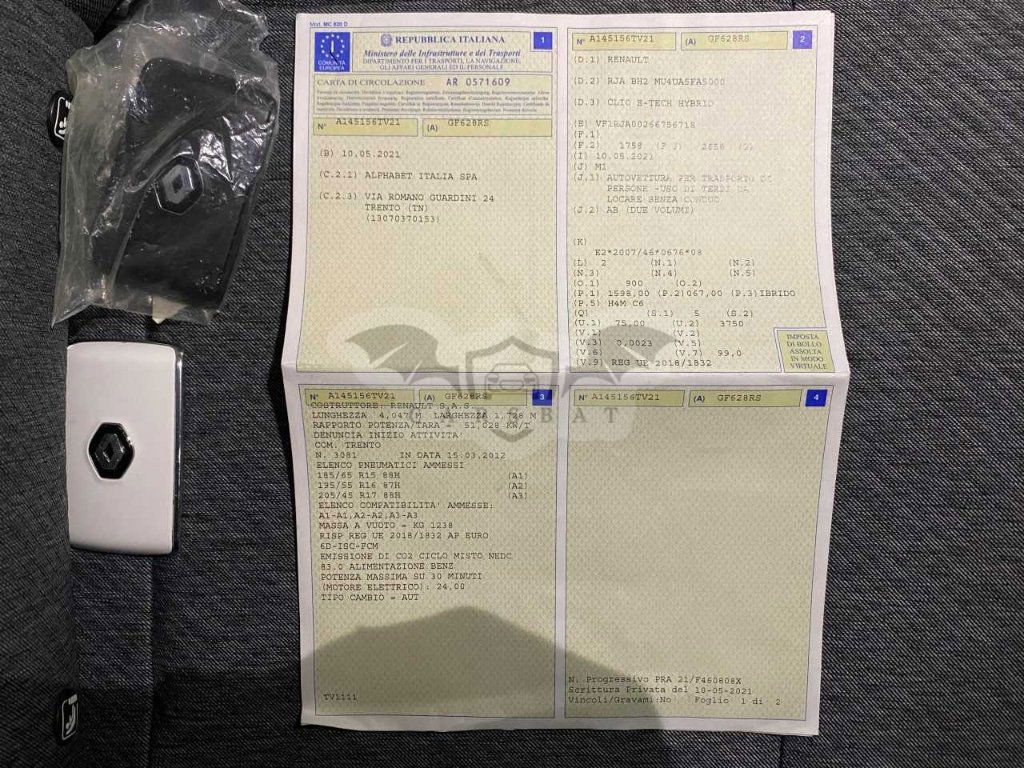 Mod. MC 820 D
COMUNITÀ
EUROPEA
I
REPUBBLICA ITALIANA
1
Ministero delle Infrastrutture e dei Trasporti
DIPARTIMENTO PER I TRASPORTI, LA NAVIGAZIONE,
GLI AFFARI GENERALI ED IL PERSONALE
CARTA DI CIRCOLAZIONE AR 0571609
N° A145156TV21 (A) GF628RS
(B) 10.05.2021
(C.2.1) ALPHABET ITALIA SPA
(C.2.3) VIA ROMANO GUARDINI 24
TRENTO (TN)
(13070370153)
N° A145156TV21 (A) GF628RS 2
(D.1) RENAULT
(D.2) RJA BH2 MU4UA5FA5000
(D.3) CLIO E-TECH HYBRID
(E) VF1RJA00266756718
(F.1)
(F.2) 1758 (F.3) 2658 (G)
(I) 10.05.2021
(J) M1
(J.1) AUTOVETTURA PER TRASPORTO DI
PERSONE -USO DI TERZI DA
LOCARE SENZA CONDUC
(J.2) AB (DUE VOLUMI)
(K)
E2*2007/46*0676*08
(L) 2 (N.1) (N.2)
(N.3) (N.4) (N.5)
(O.1) 900 (O.2)
(P.1) 1598,00 (P.2)067,00 (P.3)IBRIDO
(P.5) H4M C6
(Q) (S.1) 5 (S.2)
(U.1) 75.00 (U.2) 3750
(V.1) (V.2)
(V.3) 0,0023 (V.5)
(V.6) (V.7) 99,0
(V.9) REG UE 2018/1832
IMPOSTA
DI BOLLO
ASSOLTA
IN MODO
VIRTUALE
N° A145156TV21 (A) GF628RS 3
COSTRUTTORE: RENAULT S.A.S.
LUNGHEZZA 4,047 M LARGHEZZA 1,728 M
RAPPORTO POTENZA/TARA = 51,028 KW/T
DENUNCIA INIZIO ATTIVITA'
COM. TRENTO
N. 3081 IN DATA 15.03.2012
ELENCO PNEUMATICI AMMESSI
185/65 R15 88H (A1)
195/55 R16 87H (A2)
205/45 R17 88H (A3)
ELENCO COMPATIBILITA' AMMESSE:
A1-A1,A2-A2,A3-A3
MASSA A VUOTO = KG 1238
RISP REG UE 2018/1832 AP EURO
6D-ISC-FCM
EMISSIONE DI CO2 CICLO MISTO NEDC
83.0 ALIMENTAZIONE BENZ
POTENZA MASSIMA SU 30 MINUTI
(MOTORE ELETTRICO): 24,00
TIPO CAMBIO = AUT
TV1111
N° A145156TV21 (A) GF628RS 4
N. Progressivo PRA 21/F460808X
Scrittura Privata del 10-05-2021
Vincoli/Gravami:No Foglio 1 di 2